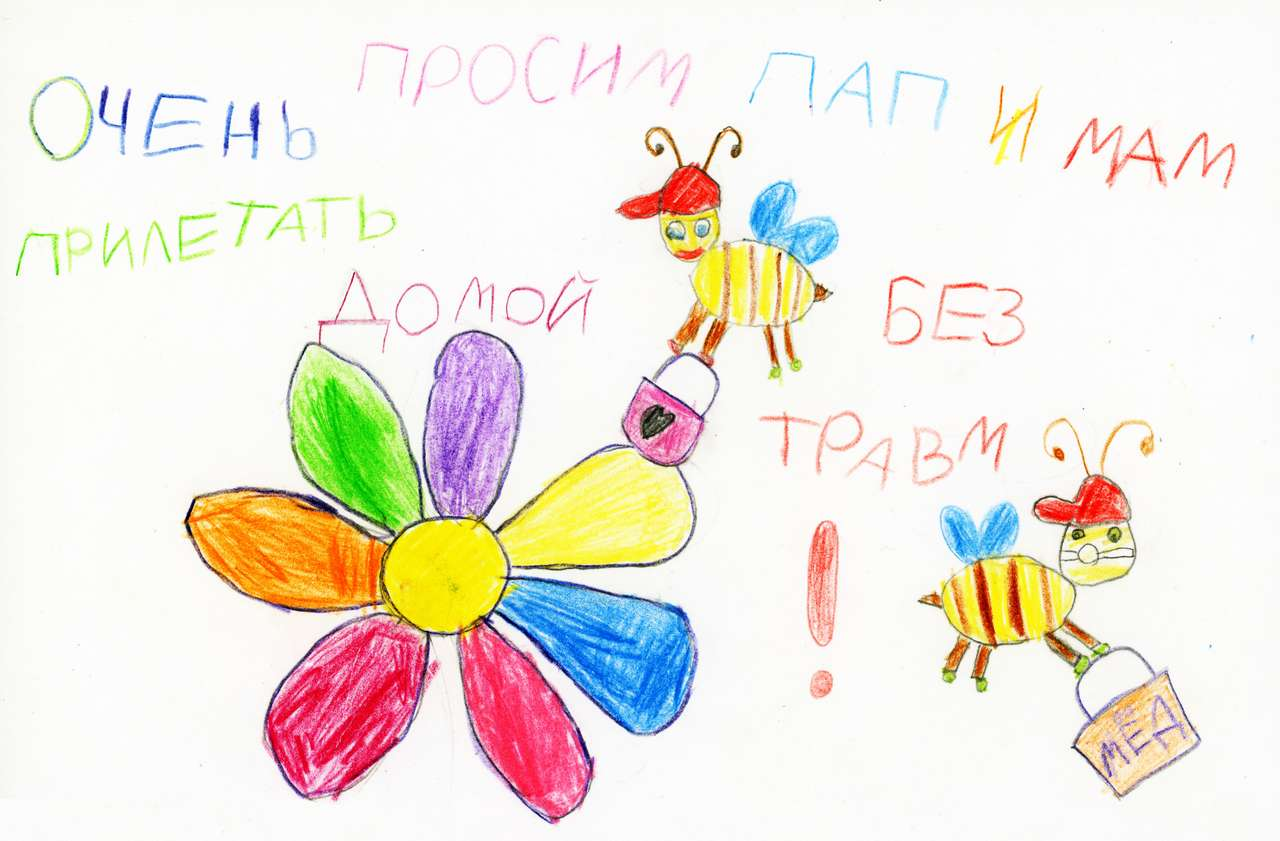 ОЧЕНЬ ПРОСИМ ПАП И МАМ
ПРИЛЕТАТЬ
ДОМОЙ БЕЗ
ТРАВМ
!
МЁД